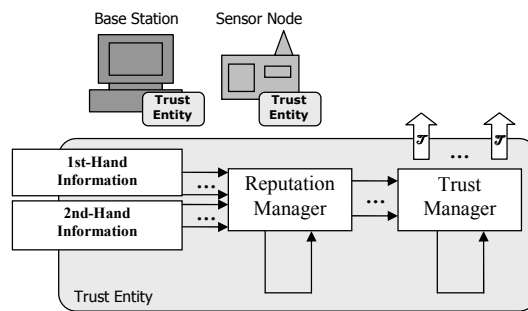 Base Station
Sensor Node
Trust
Entity
Trust
Entity
𝒯 ... 𝒯
1st-Hand
Information
...
2nd-Hand
Information
...
Reputation
Manager
...
Trust
Manager
Trust Entity